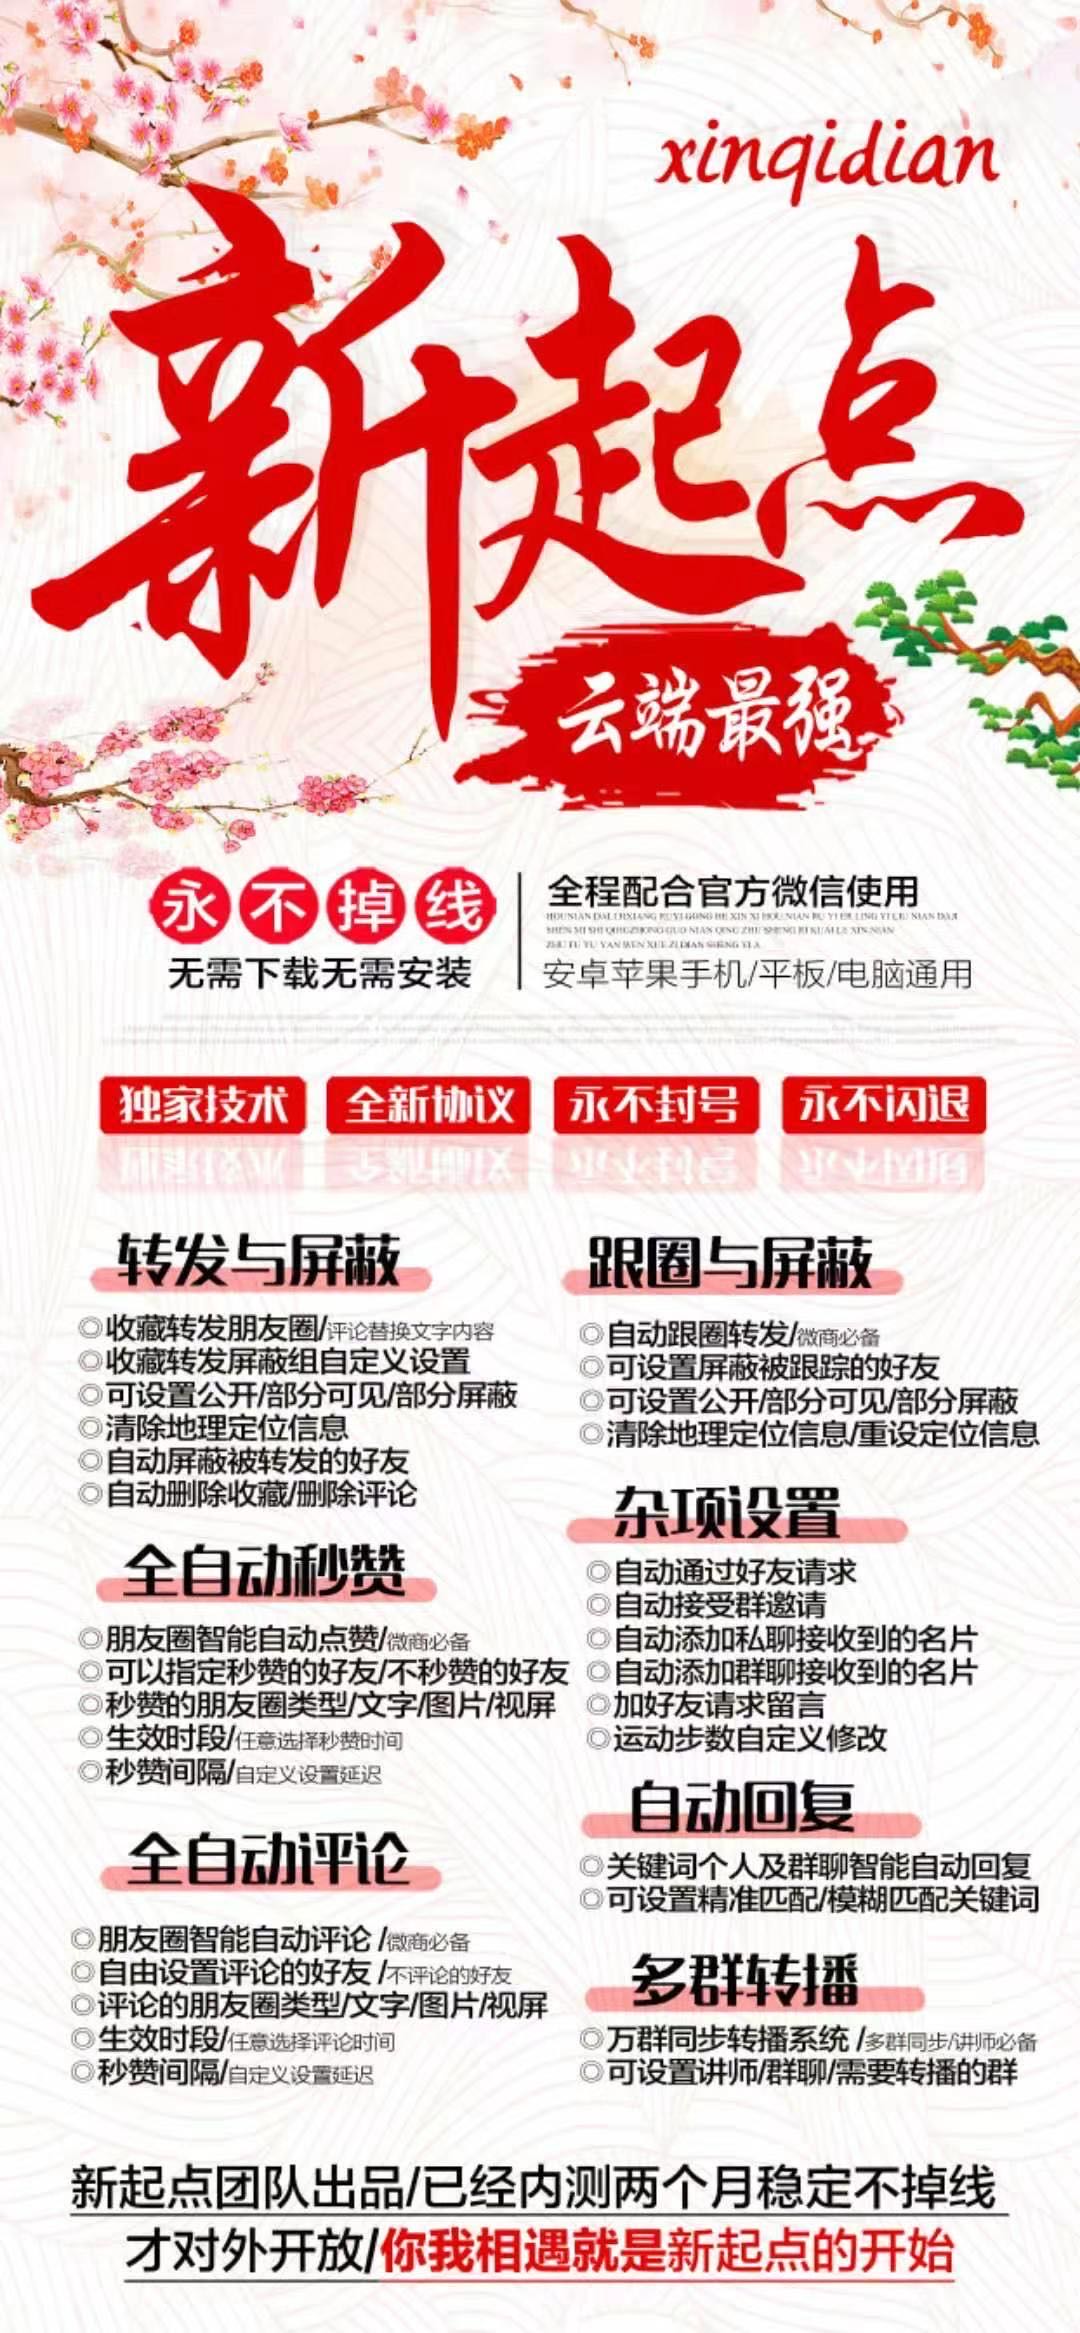 xinqidian
新起点
云端最强
永不掉线
无需下载无需安装
全程配合官方微信使用
安卓苹果手机/平板/电脑通用
独家技术 全新协议 永不封号 永不闪退
转发与屏蔽
◎收藏转发朋友圈/评论替换文字内容
◎收藏转发屏蔽组自定义设置
◎可设置公开/部分可见/部分屏蔽
◎清除地理定位信息
◎自动屏蔽被转发的好友
◎自动删除收藏/删除评论
全自动秒赞
◎朋友圈智能自动点赞/微商必备
◎可以指定秒赞的好友/不秒赞的好友
◎秒赞的朋友圈类型/文字/图片/视屏
◎生效时段/任意选择秒赞时间
◎秒赞间隔/自定义设置延迟
全自动评论
◎朋友圈智能自动评论 /微商必备
◎自由设置评论的好友 /不评论的好友
◎评论的朋友圈类型/文字/图片/视屏
◎生效时段/任意选择评论时间
◎秒赞间隔/自定义设置延迟
跟圈与屏蔽
◎自动跟圈转发/微商必备
◎可设置屏蔽被跟踪的好友
◎可设置公开/部分可见/部分屏蔽
◎清除地理定位信息/重设定位信息
杂项设置
◎自动通过好友请求
◎自动接受群邀请
◎自动添加私聊接收到的名片
◎自动添加群聊接收到的名片
◎加好友请求留言
◎运动步数自定义修改
自动回复
◎关键词个人及群聊智能自动回复
◎可设置精准匹配/模糊匹配关键词
多群转播
◎万群同步转播系统 /多群同步/讲师必备
◎可设置讲师/群聊/需要转播的群
新起点团队出品/已经内测两个月稳定不掉线
才对外开放/你我相遇就是新起点的开始